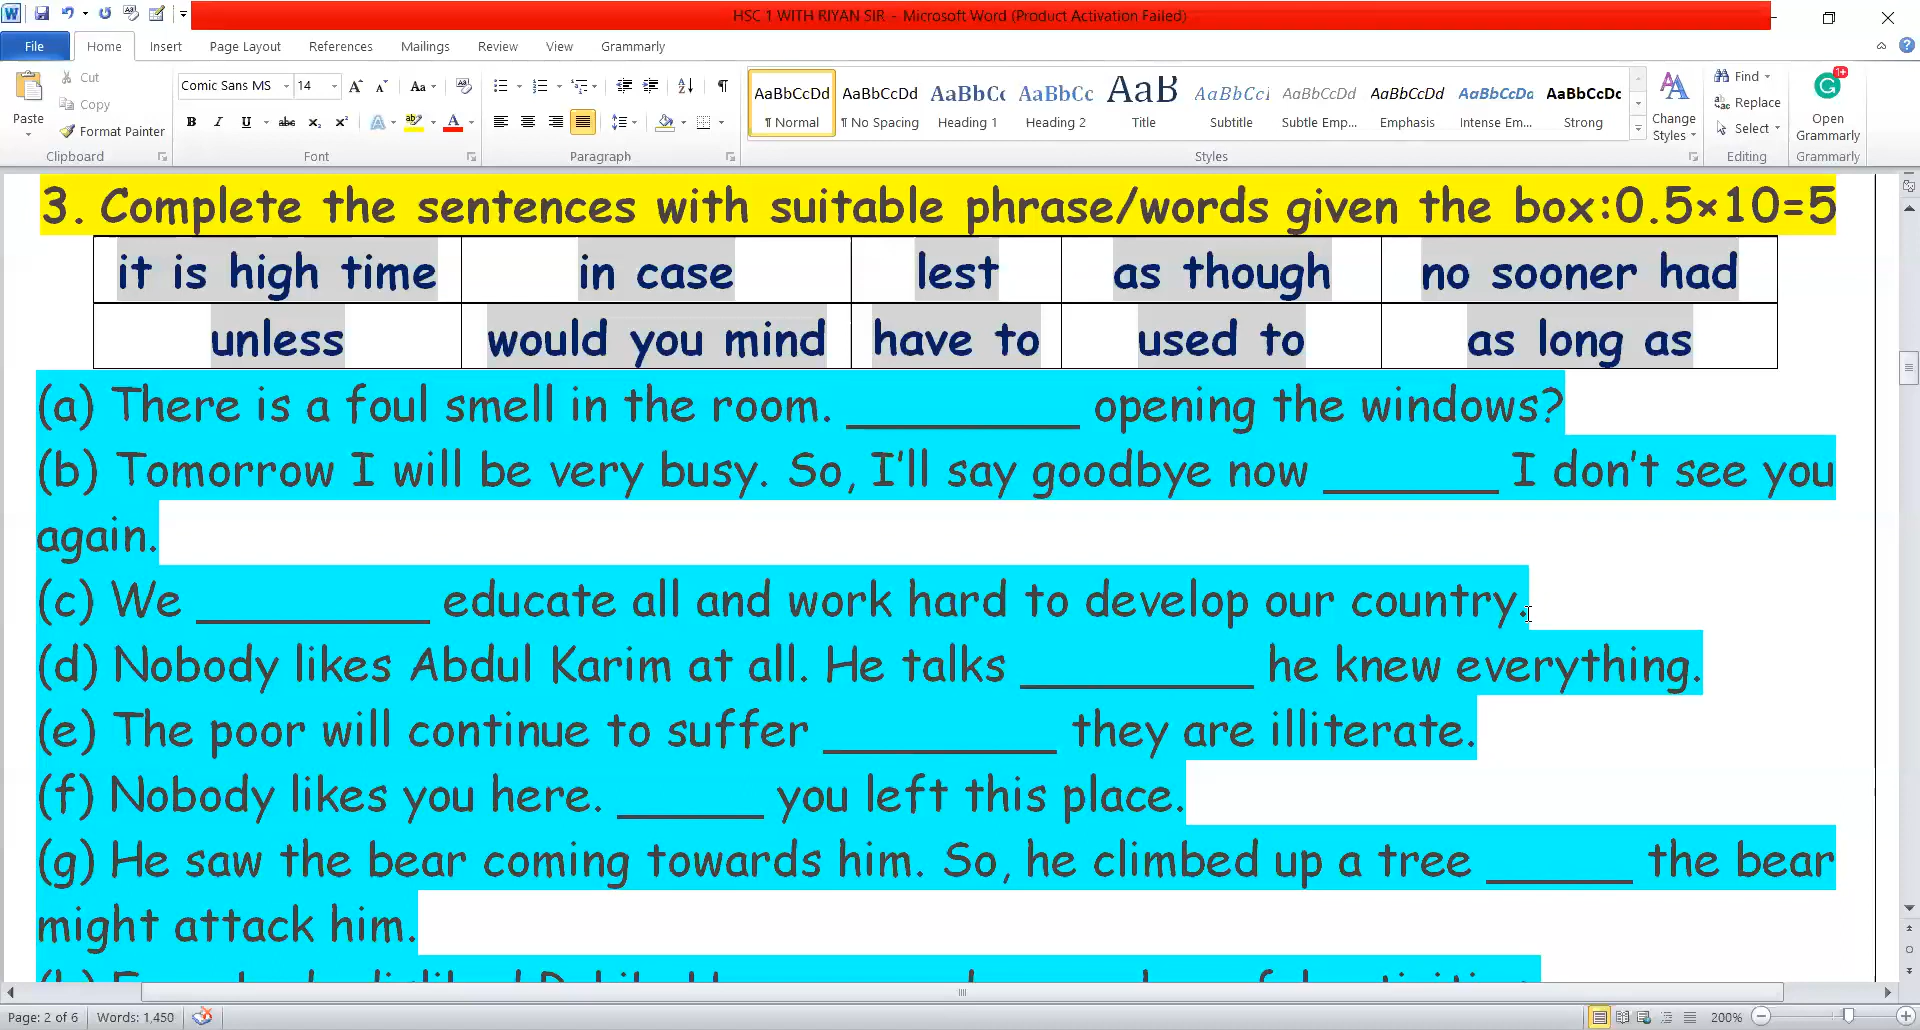 HSC 1 WITH RIYAN SIR - Microsoft Word (Product Activation Failed)
File Home Insert Page Layout References Mailings Review View Grammarly
Cut
Copy
Format Painter
Paste
Comic Sans MS 14
AaBbCcDd AaBbCcDd AaBbCc AaBbCc AaB AaBbCcI AaBbCcDd AaBbCcDd AaBbCcDd AaBbCcDc
¶ Normal ¶ No Spacing Heading 1 Heading 2 Title Subtitle Subtle Emp... Emphasis Intense Em... Strong
Change Styles
Find
Replace
Select
Open Grammarly
Clipboard Font Paragraph Styles Editing Grammarly
3. Complete the sentences with suitable phrase/words given the box:0.5×10=5
it is high time in case lest as though no sooner had
unless would you mind have to used to as long as
(a) There is a foul smell in the room. __________ opening the windows?
(b) Tomorrow I will be very busy. So, I'll say goodbye now ______ I don't see you
again.
(c) We ________ educate all and work hard to develop our country.
(d) Nobody likes Abdul Karim at all. He talks ________ he knew everything.
(e) The poor will continue to suffer ________ they are illiterate.
(f) Nobody likes you here. _____ you left this place.
(g) He saw the bear coming towards him. So, he climbed up a tree _____ the bear
might attack him.
Page: 2 of 6 Words: 1,450 200%